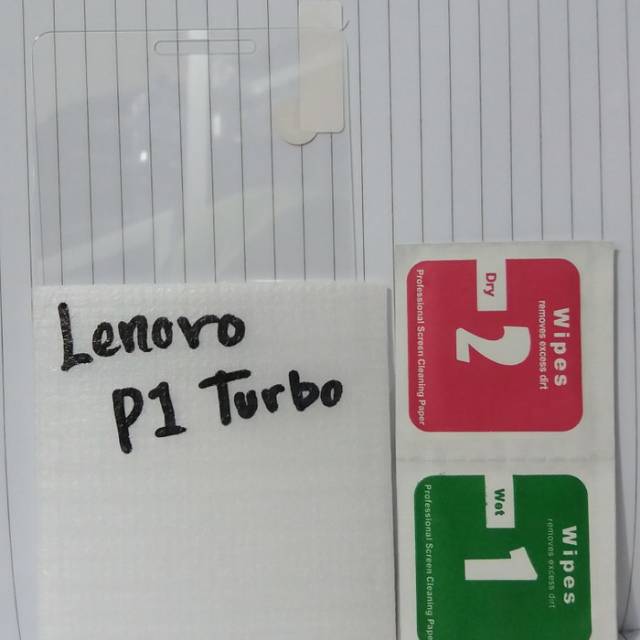 Lenovo
P1 Turbo
Dry
2
Wipes
removes excess dirt
Professional Screen Cleaning Paper
Wet
1
Wipes
removes excess dirt
Professional Screen Cleaning Paper